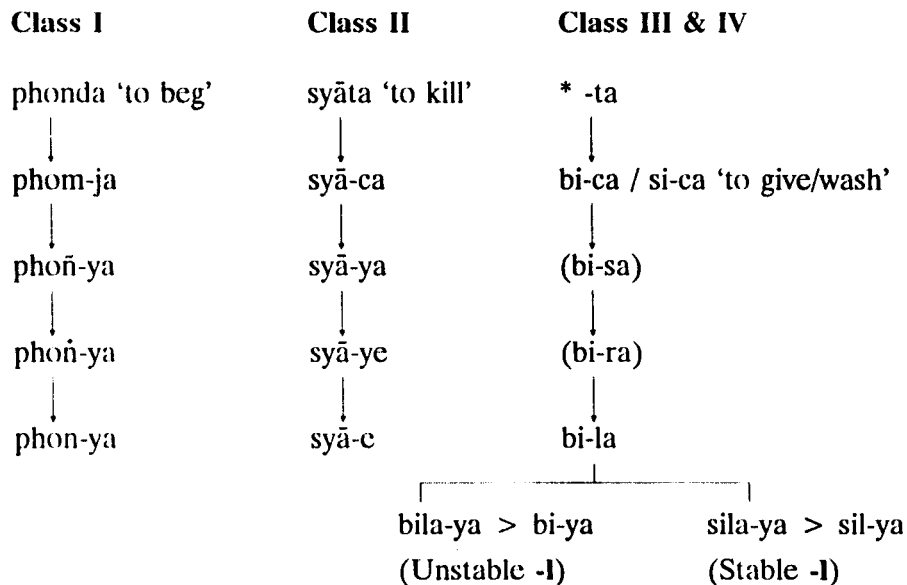 Class I Class II Class III & IV
phonda ‘to beg’ syāta ‘to kill’ * -ta
phom-ja syā-ca bi-ca / si-ca ‘to give/wash’
phoñ-ya syā-ya (bi-sa)
phoṅ-ya syā-ye (bi-ra)
phon-ya syā-e bi-la
bila-ya > bi-ya sila-ya > sil-ya
(Unstable -l) (Stable -l)